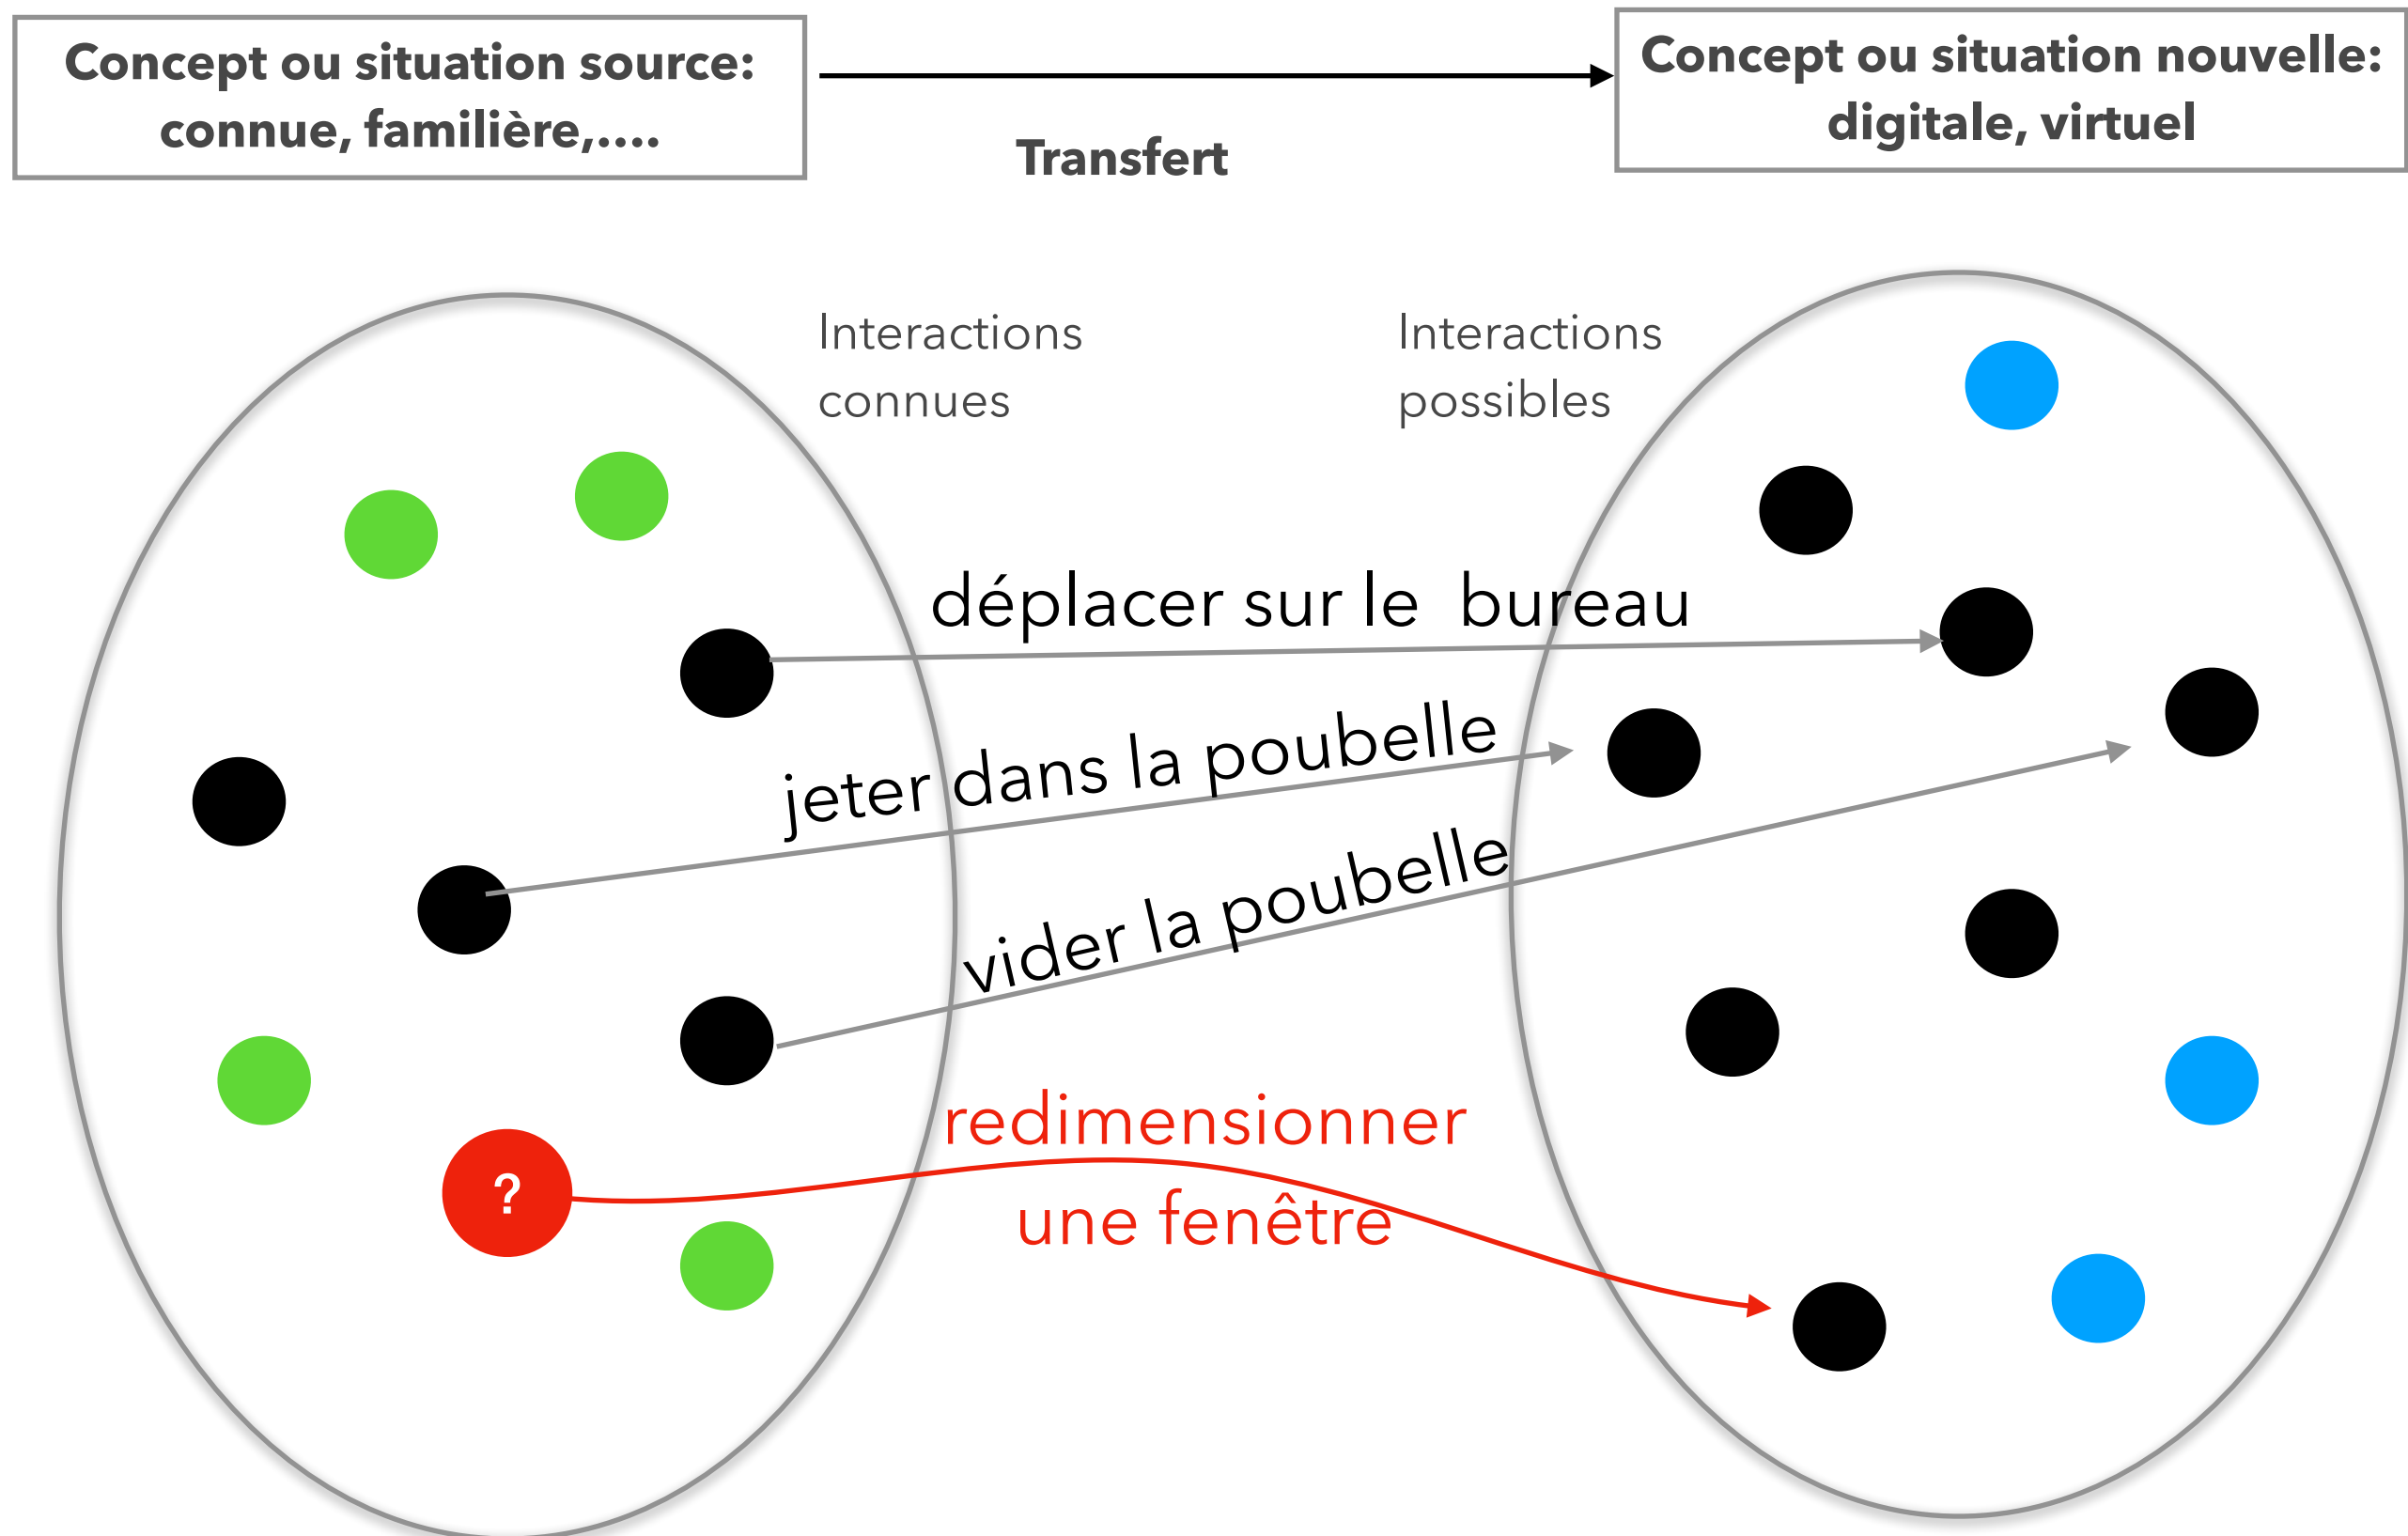 Concept ou situation source:
connue, familière,....
Transfert
Concept ou situation nouvelle:
digitale, virtuel
Interactions
connues
Interactions
possibles
déplacer sur le bureau
jeter dans la poubelle
vider la poubelle
redimensionner
une fenêtre
?